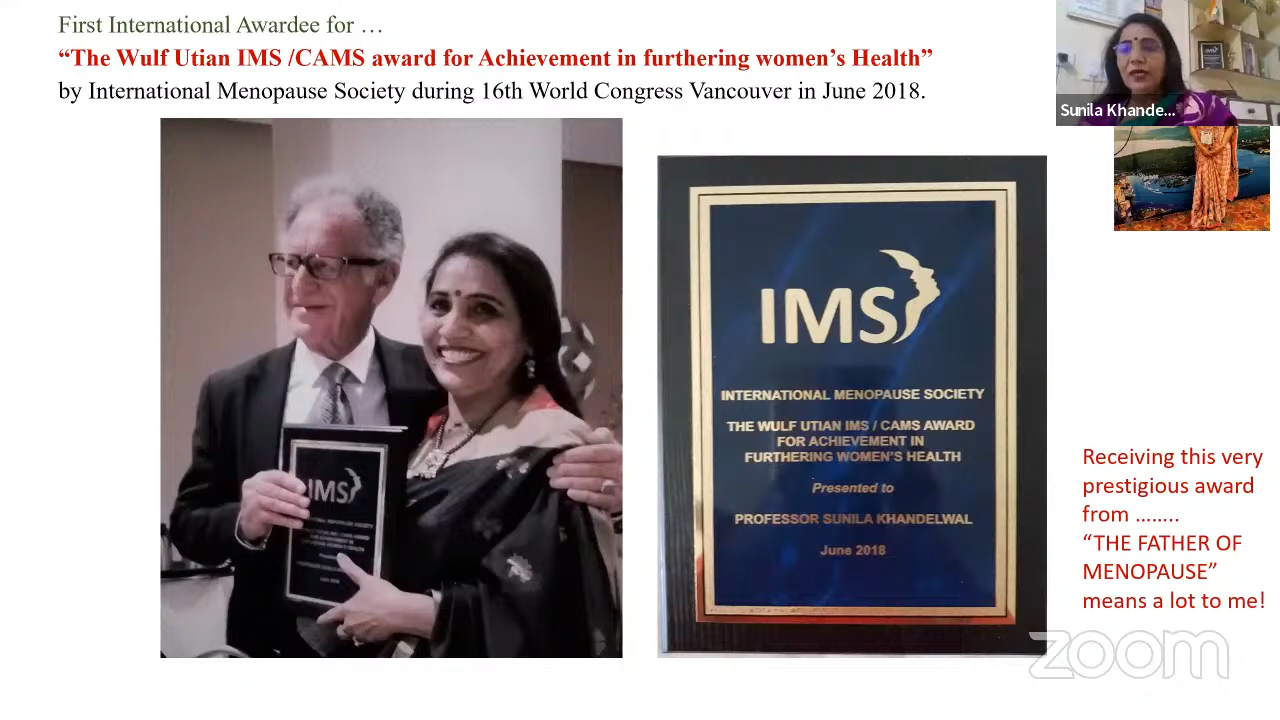 First International Awardee for …
“The Wulf Utian IMS /CAMS award for Achievement in furthering women’s Health”
by International Menopause Society during 16th World Congress Vancouver in June 2018.
Sunila Khande...
IMS
INTERNATIONAL MENOPAUSE SOCIETY
THE WULF UTIAN IMS / CAMS AWARD
FOR ACHIEVEMENT IN
FURTHERING WOMEN'S HEALTH
Presented to
PROFESSOR SUNILA KHANDELWAL
June 2018
IMS
Receiving this very
prestigious award
from ……..
“THE FATHER OF
MENOPAUSE”
means a lot to me!
zoom